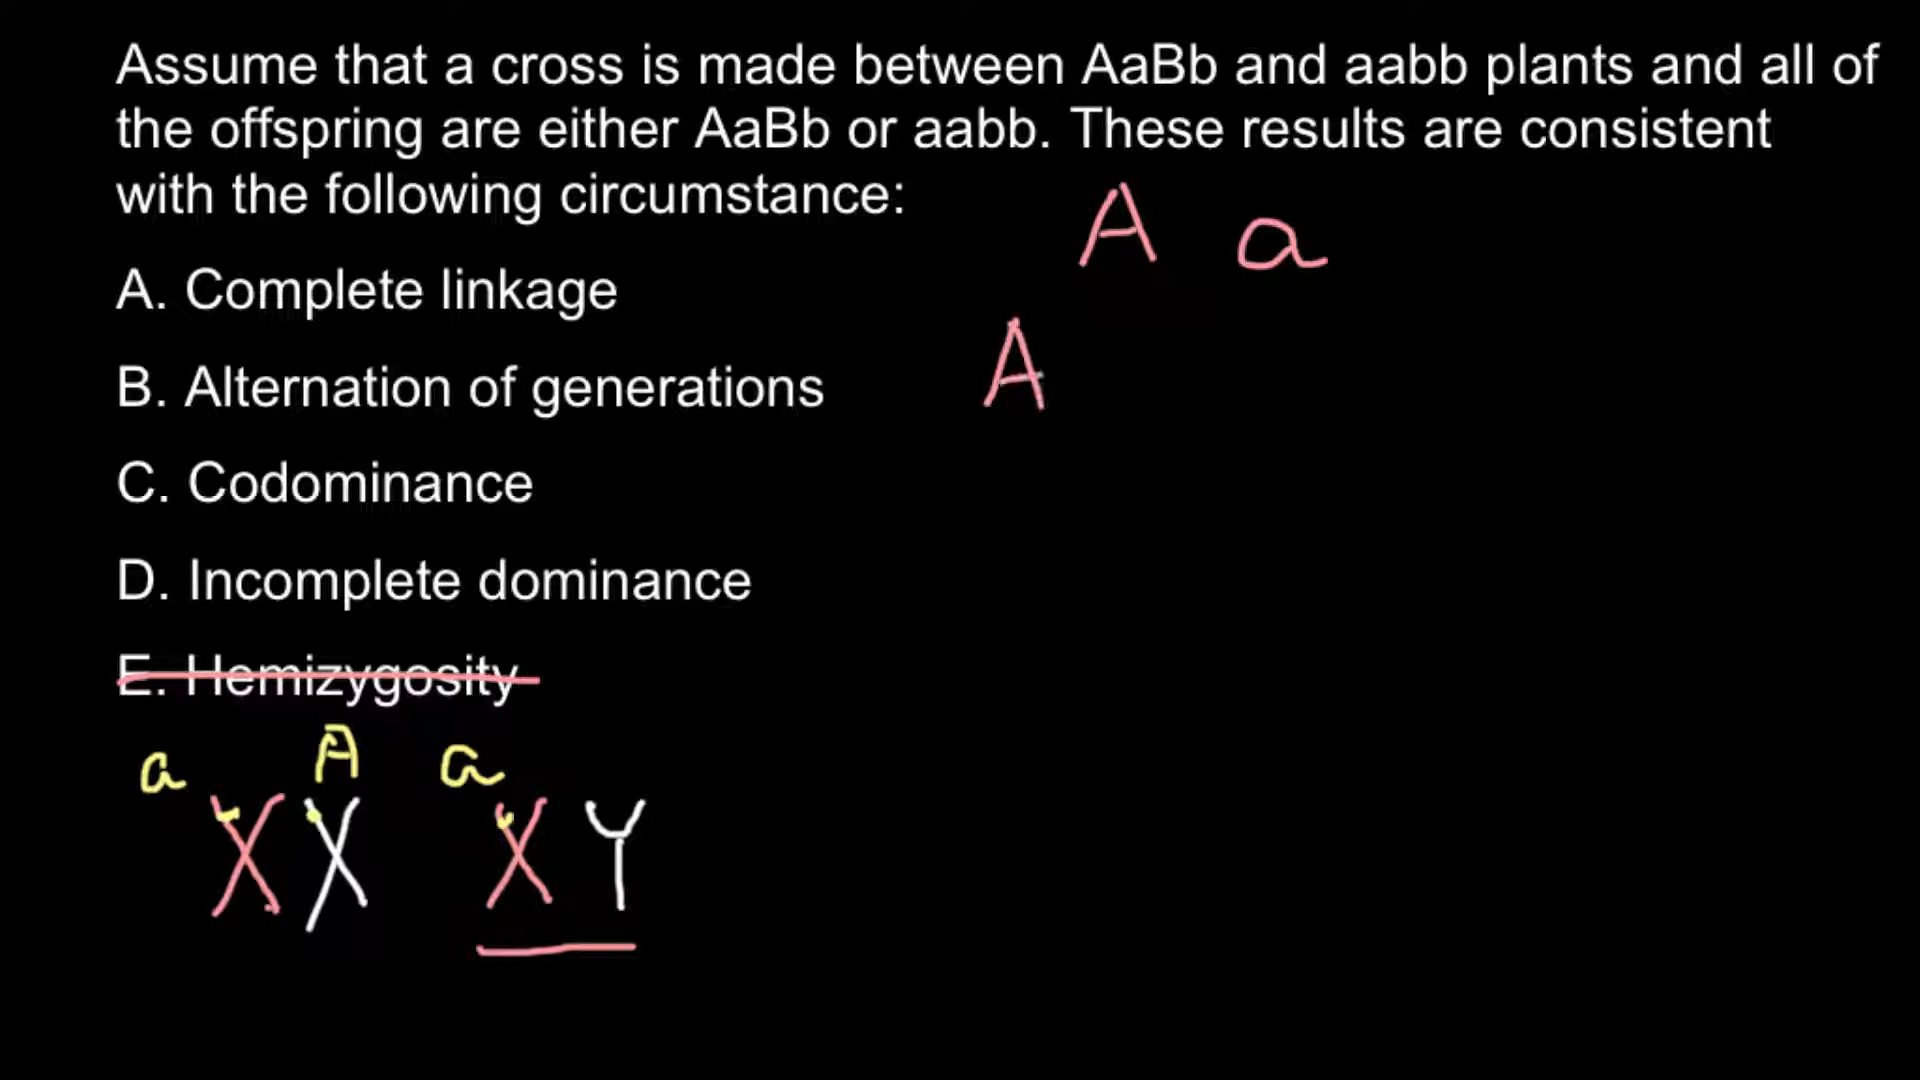 Assume that a cross is made between AaBb and aabb plants and all of
the offspring are either AaBb or aabb. These results are consistent
with the following circumstance:
A a
A. Complete linkage
A
B. Alternation of generations
C. Codominance
D. Incomplete dominance
E. Hemizygosity
a A a
X X X Y